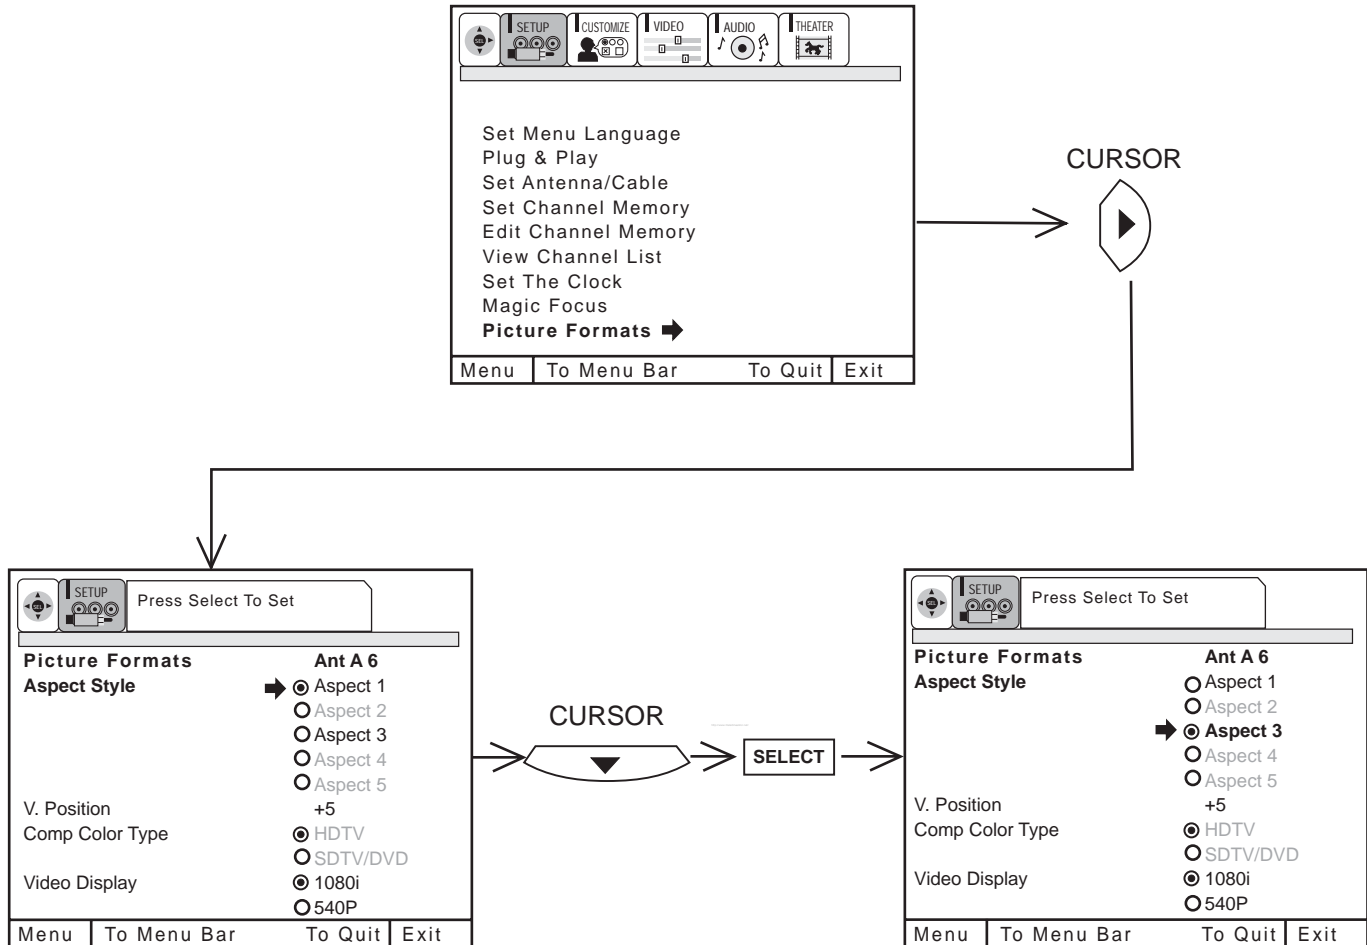 SEL SETUP CUSTOMIZE VIDEO AUDIO THEATER
Set Menu Language
Plug & Play
Set Antenna/Cable
Set Channel Memory
Edit Channel Memory
View Channel List
Set The Clock
Magic Focus
Picture Formats
Menu To Menu Bar To Quit Exit
CURSOR
SEL SETUP Press Select To Set
Picture Formats Ant A 6
Aspect Style Aspect 1
Aspect 2
Aspect 3
Aspect 4
Aspect 5
V. Position +5
Comp Color Type HDTV
SDTV/DVD
Video Display 1080i
540P
Menu To Menu Bar To Quit Exit
CURSOR
SELECT
SEL SETUP Press Select To Set
Picture Formats Ant A 6
Aspect Style Aspect 1
Aspect 2
Aspect 3
Aspect 4
Aspect 5
V. Position +5
Comp Color Type HDTV
SDTV/DVD
Video Display 1080i
540P
Menu To Menu Bar To Quit Exit